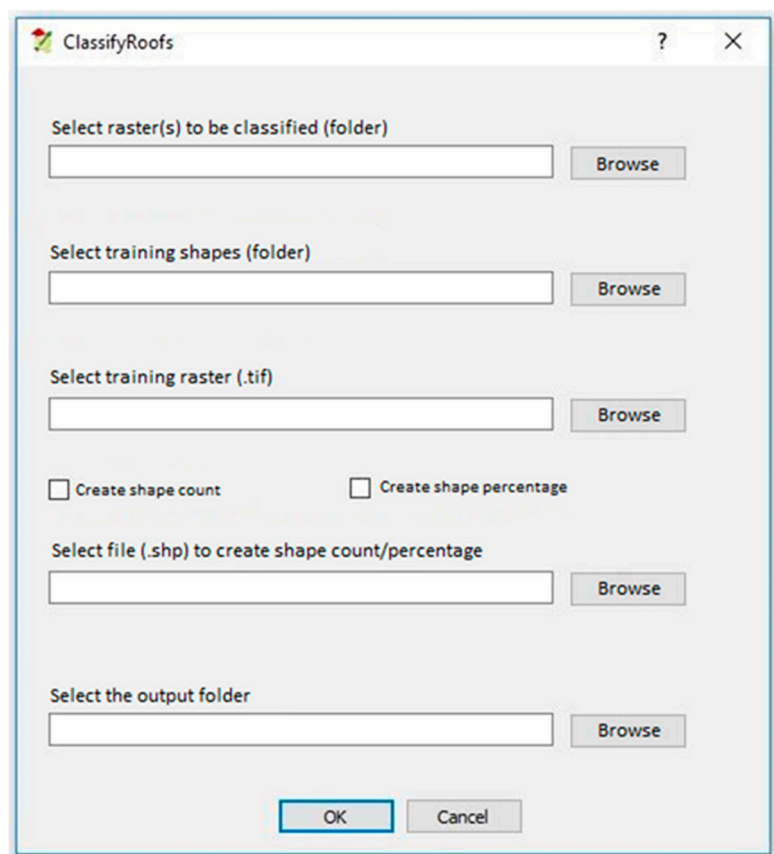 ClassifyRoofs ?
Select raster(s) to be classified (folder)
Browse
Select training shapes (folder)
Browse
Select training raster (.tif)
Browse
Create shape count Create shape percentage
Select file (.shp) to create shape count/percentage
Browse
Select the output folder
Browse
OK Cancel